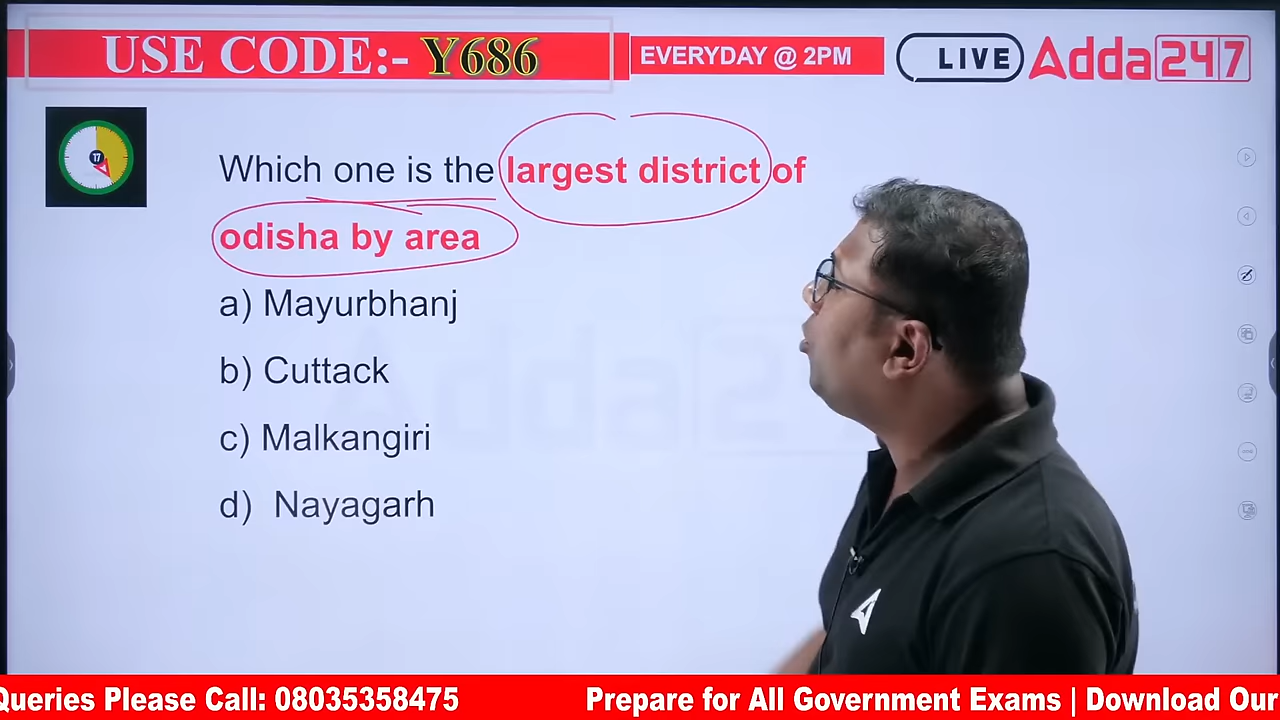 USE CODE:- Y686
EVERYDAY @ 2PM
LIVE
Adda247
17
Which one is the largest district of
odisha by area
a) Mayurbhanj
b) Cuttack
c) Malkangiri
d) Nayagarh
Queries Please Call: 08035358475
Prepare for All Government Exams | Download Our